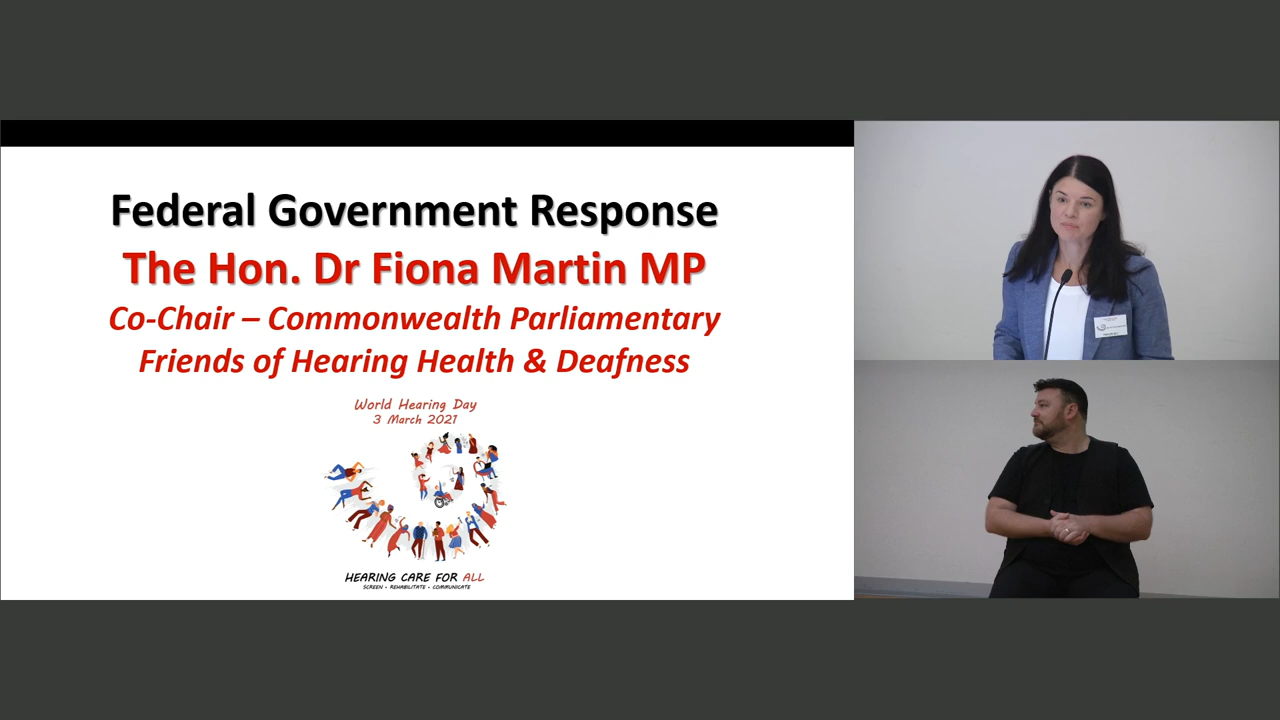 Federal Government Response
The Hon. Dr Fiona Martin MP
Co-Chair – Commonwealth Parliamentary
Friends of Hearing Health & Deafness
World Hearing Day
3 March 2021
HEARING CARE FOR ALL
SCREEN • REHABILITATE • COMMUNICATE